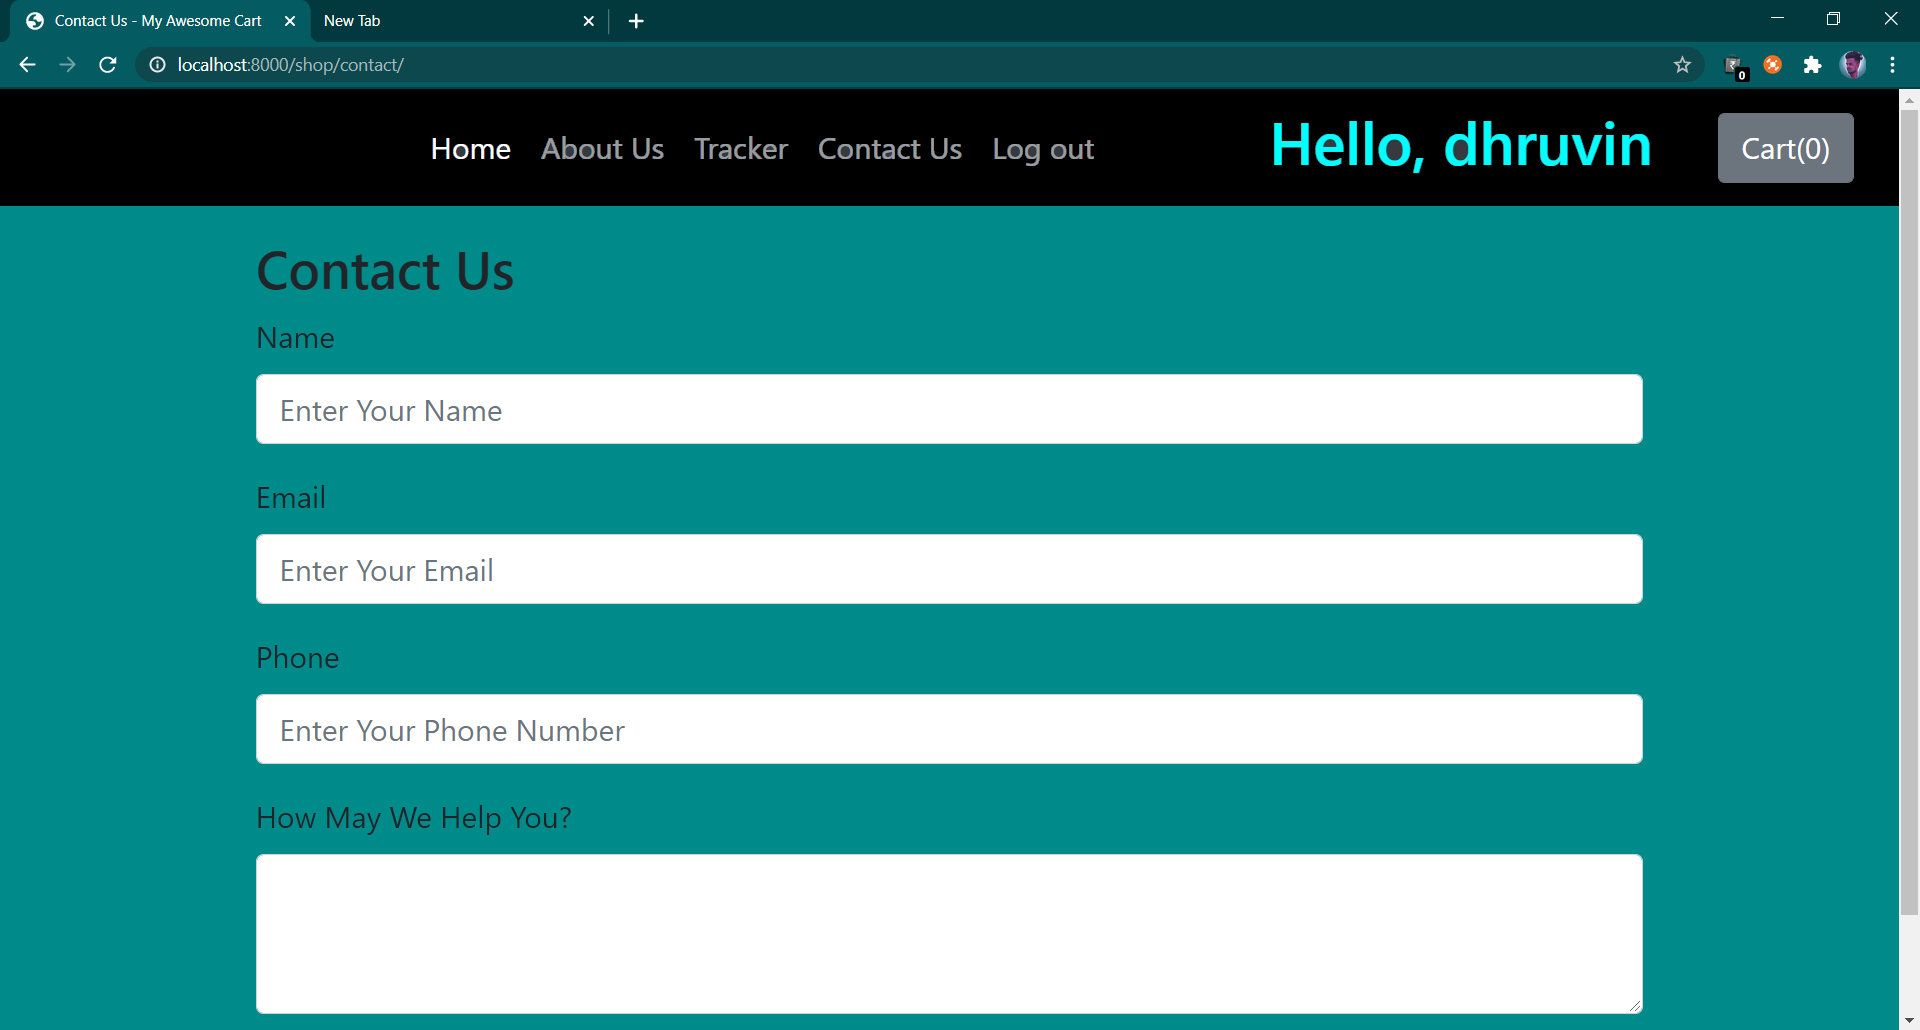 Contact Us - My Awesome Cart
New Tab
localhost:8000/shop/contact/
0
Home About Us Tracker Contact Us Log out
Hello, dhruvin
Cart(0)
Contact Us
Name
Enter Your Name
Email
Enter Your Email
Phone
Enter Your Phone Number
How May We Help You?